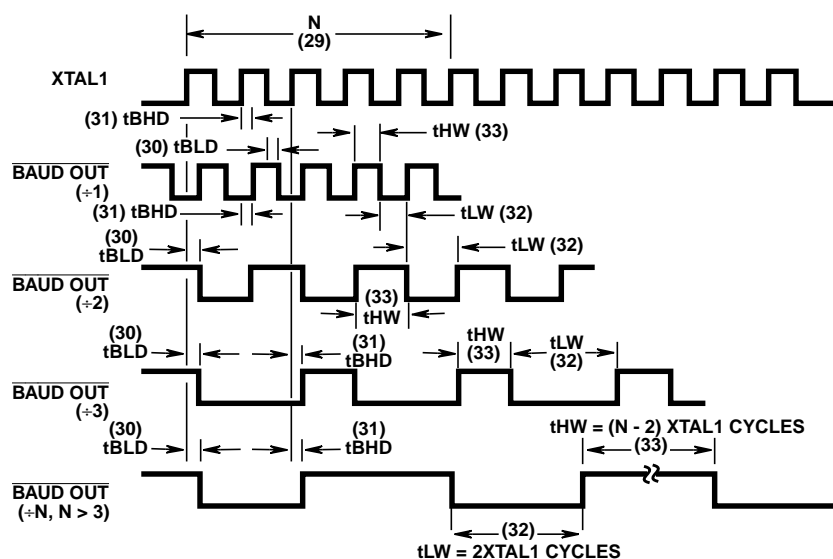 N
(29)
XTAL1
(31) tBHD
tHW (33)
(30) tBLD
BAUD OUT
(÷1)
(31) tBHD
tLW (32)
(30)
tBLD
tLW (32)
BAUD OUT
(÷2)
(33)
tHW
(30)
tBLD
(31)
tBHD
tHW
(33)
tLW
(32)
BAUD OUT
(÷3)
(30)
tBLD
(31)
tBHD
tHW = (N - 2) XTAL1 CYCLES
(33)
BAUD OUT
(÷N, N > 3)
(32)
tLW = 2XTAL1 CYCLES